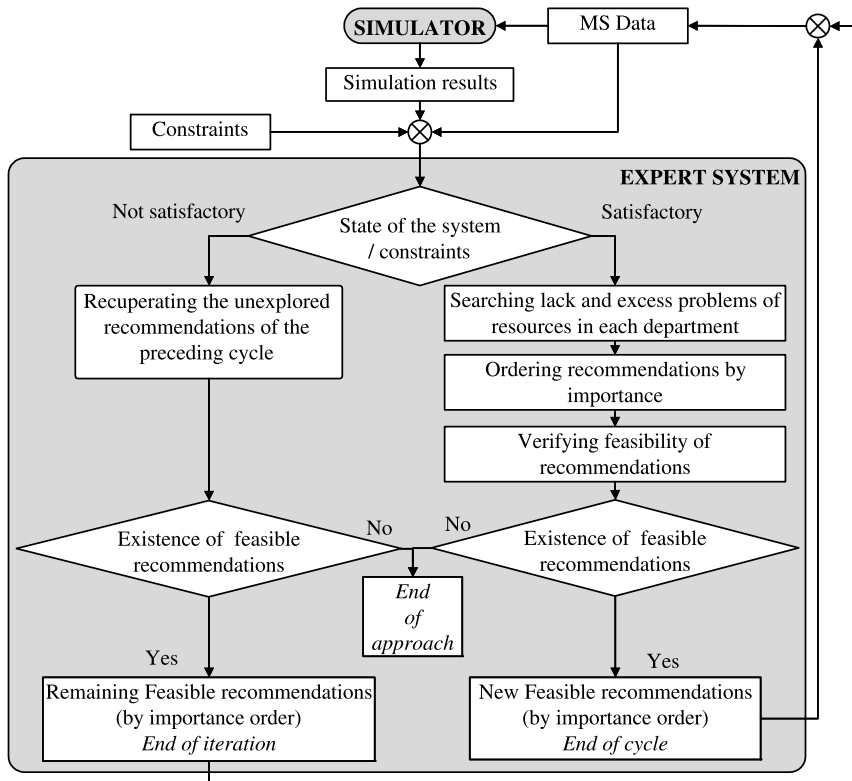 SIMULATOR
MS Data
Simulation results
Constraints
EXPERT SYSTEM
Not satisfactory
State of the system
/ constraints
Satisfactory
Recuperating the unexplored
recommendations of the
preceding cycle
Searching lack and excess problems of
resources in each department
Ordering recommendations by
importance
Verifying feasibility of
recommendations
Existence of feasible
recommendations
No
No
Existence of feasible
recommendations
End
of
approach
Yes
Yes
Remaining Feasible recommendations
(by importance order)
End of iteration
New Feasible recommendations
(by importance order)
End of cycle